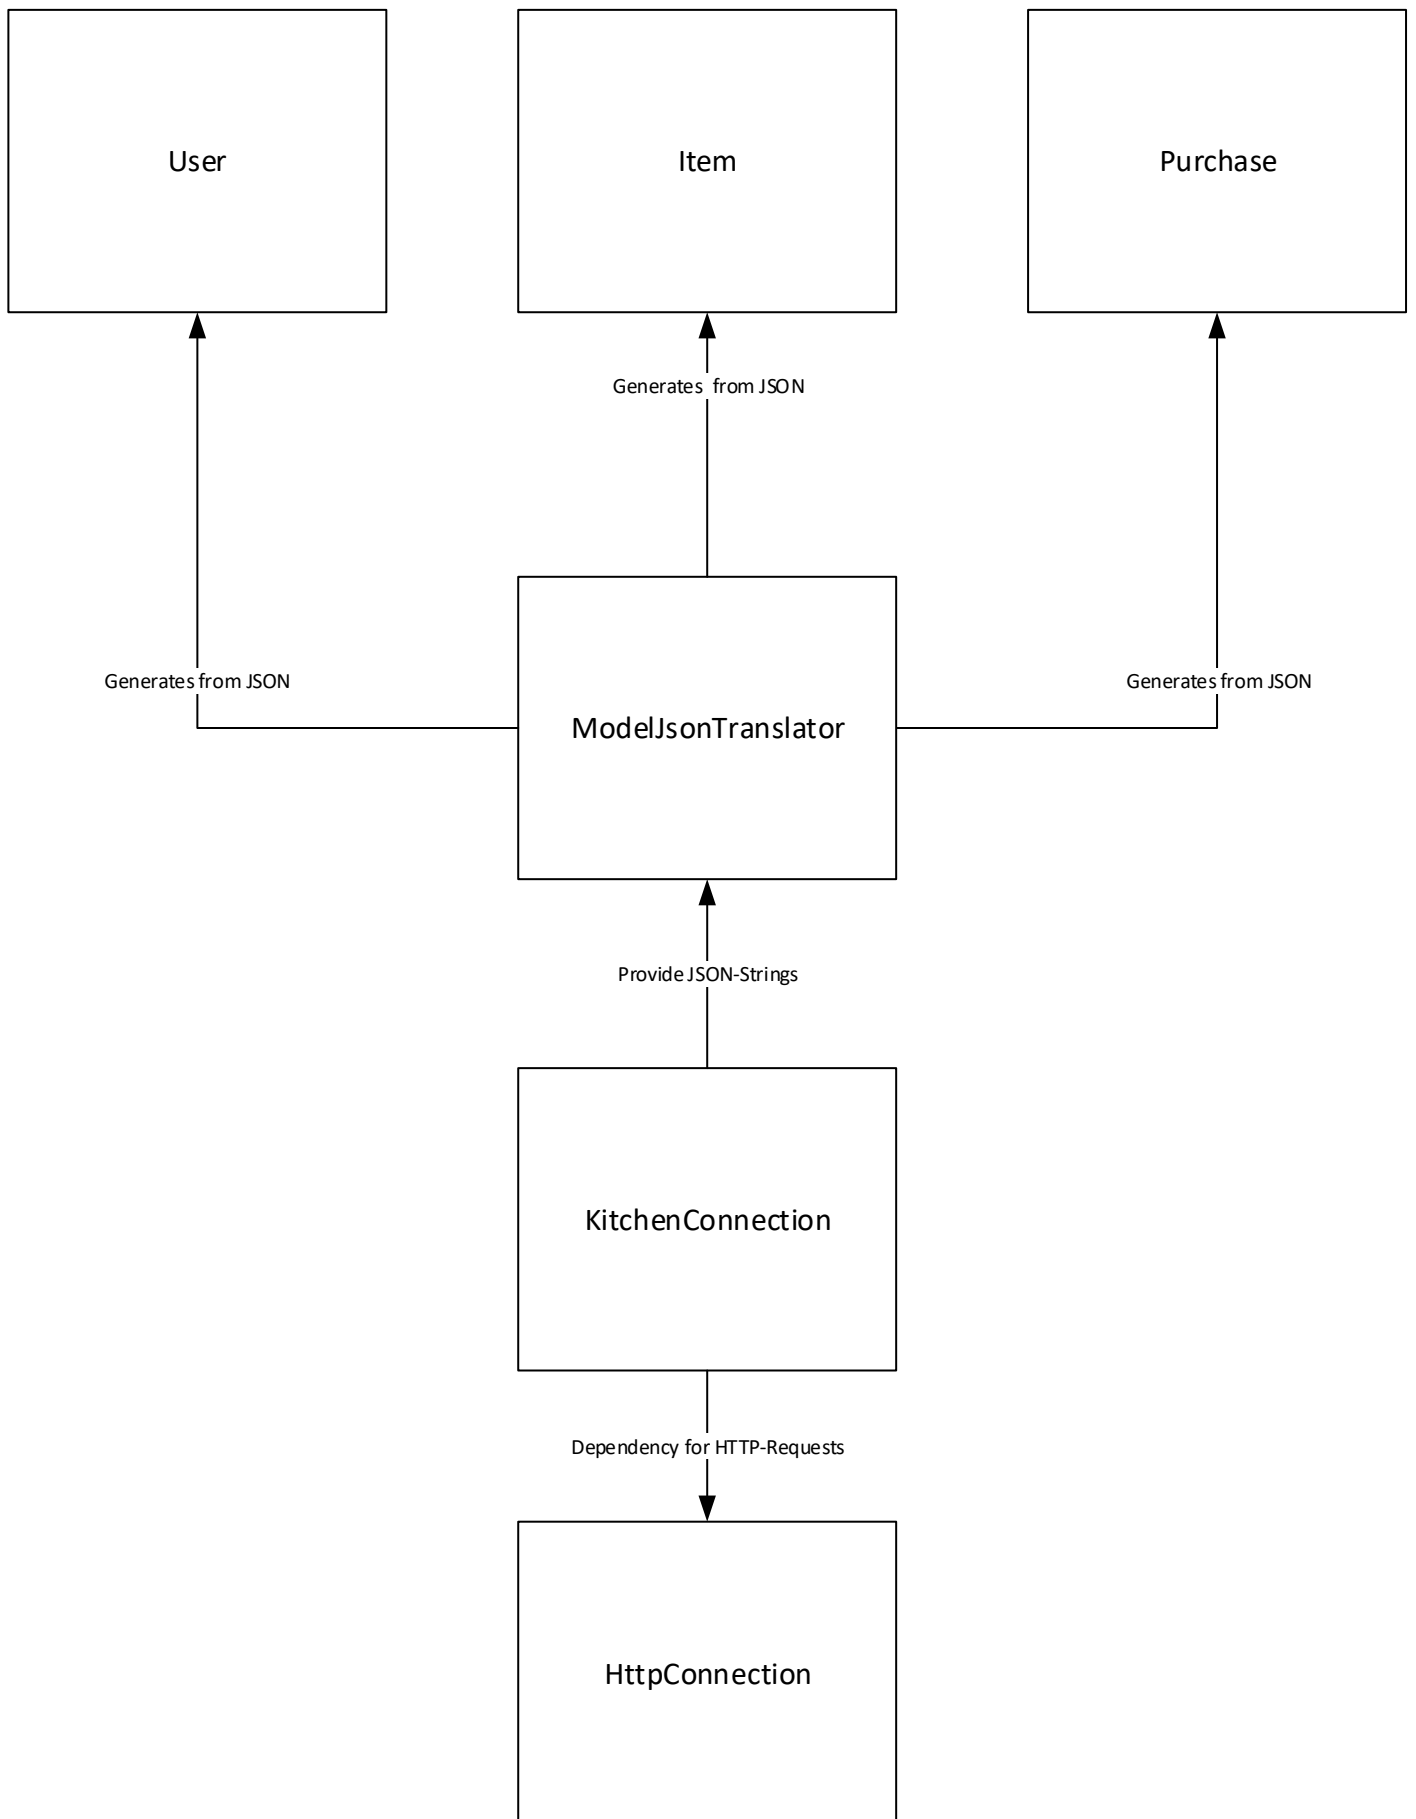 User
Item
Purchase
Generates from JSON
Generates from JSON
Generates from JSON
ModelJsonTranslator
Provide JSON-Strings
KitchenConnection
Dependency for HTTP-Requests
HttpConnection